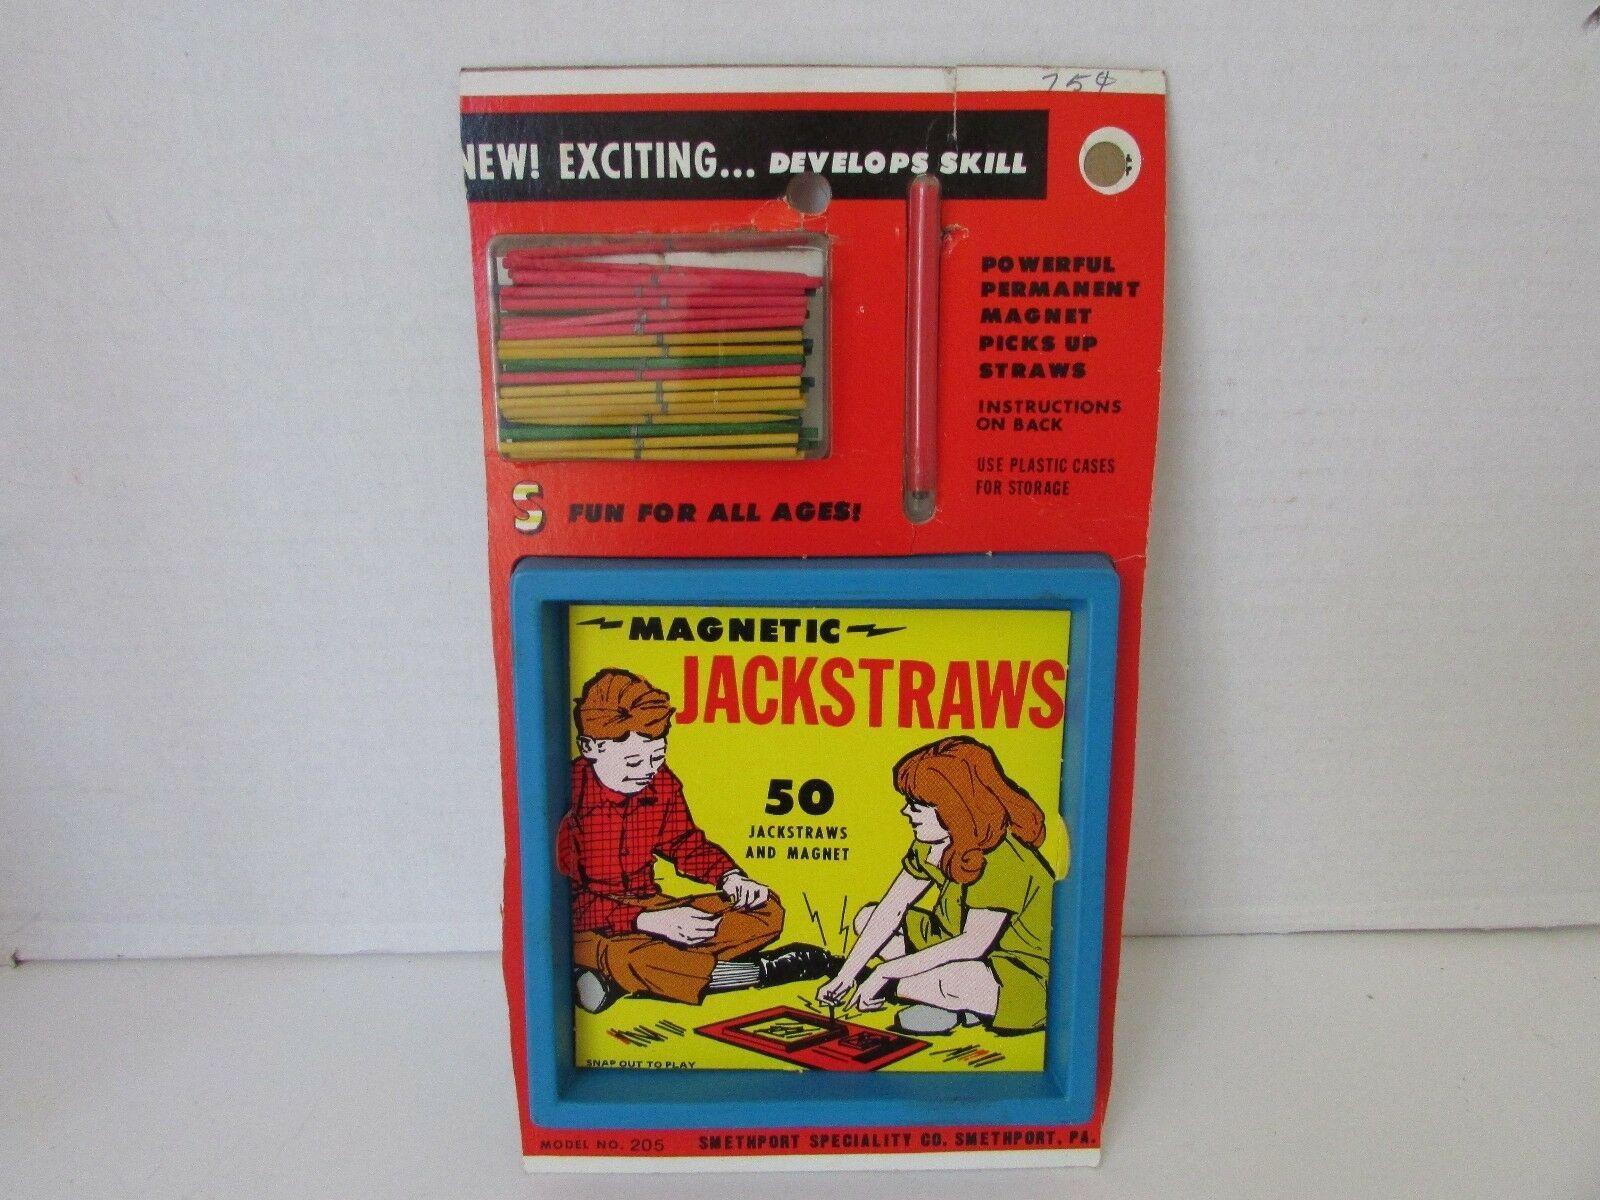 75¢
NEW! EXCITING... DEVELOPS SKILL
POWERFUL
PERMANENT
MAGNET
PICKS UP
STRAWS
INSTRUCTIONS
ON BACK
USE PLASTIC CASES
FOR STORAGE
S FUN FOR ALL AGES!
MAGNETIC
JACKSTRAWS
50
JACKSTRAWS
AND MAGNET
SNAP OUT TO PLAY
MODEL NO. 205 SMETHPORT SPECIALITY CO. SMETHPORT, PA.